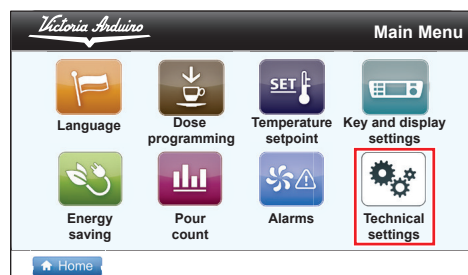 Victoria Arduino
Main Menu
SET
Language
Dose
programming
Temperature
setpoint
Key and display
settings
Energy
saving
Pour
count
Alarms
Technical
settings
Home